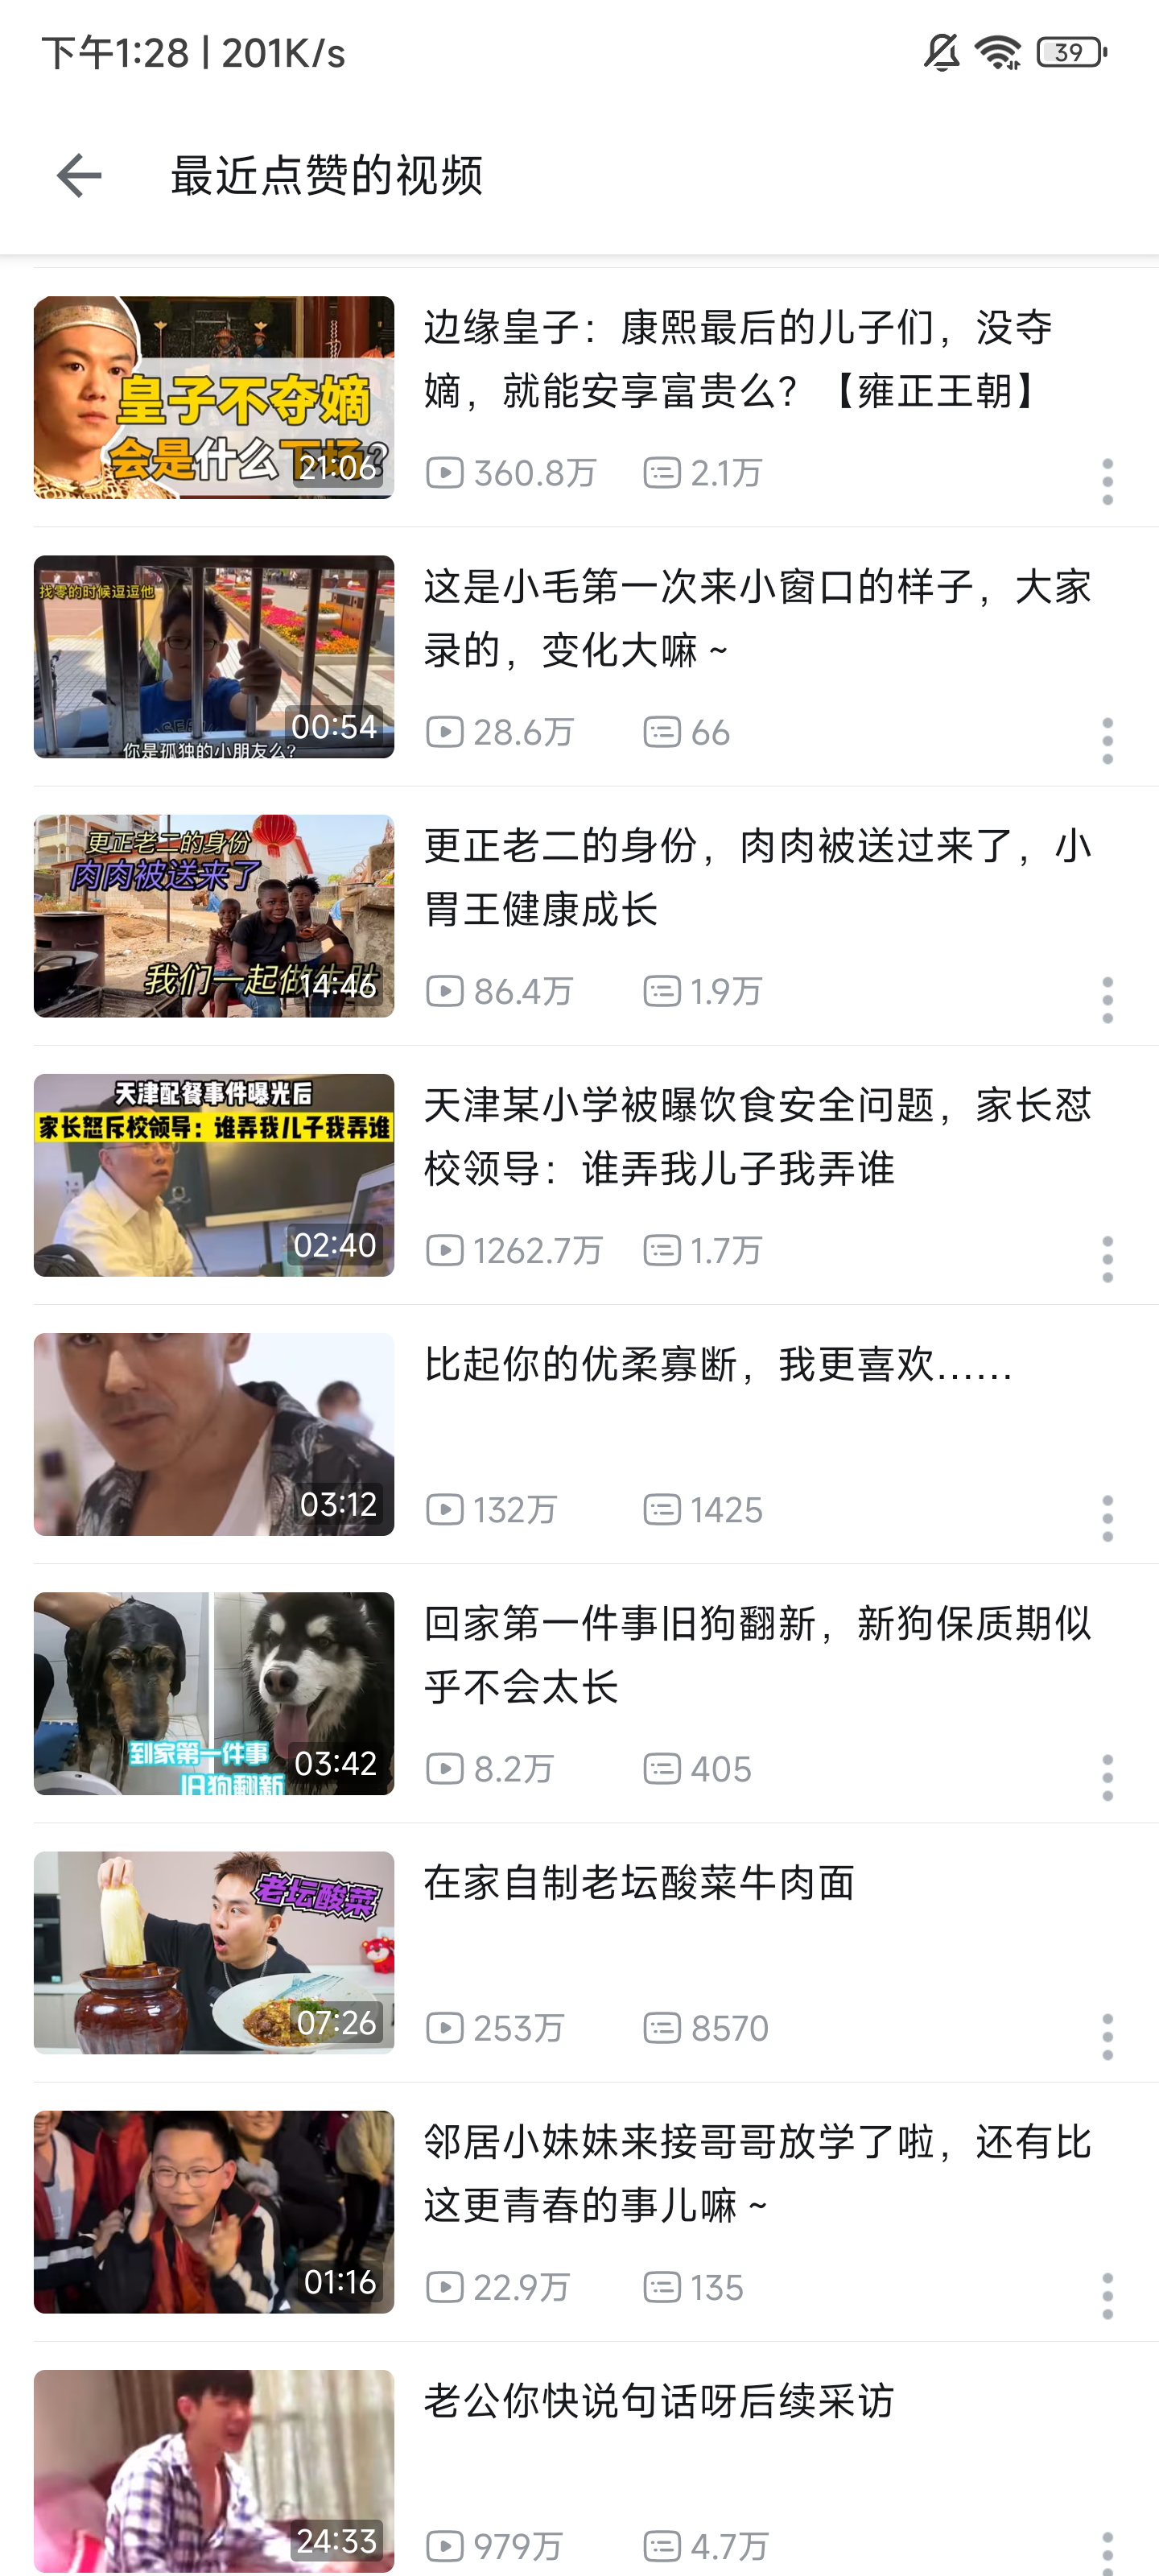 下午1:28 | 201K/s
39
最近点赞的视频
皇子不夺嫡
会是什么下场?
21:06
边缘皇子：康熙最后的儿子们，没夺
嫡，就能安享富贵么？【雍正王朝】
360.8万
2.1万
找零的时候逗逗他
你是孤独的小朋友么?
00:54
这是小毛第一次来小窗口的样子，大家
录的，变化大嘛~
28.6万
66
更正老二的身份
肉肉被送来了
我们一起做牛肚
14:46
更正老二的身份，肉肉被送过来了，小
胃王健康成长
86.4万
1.9万
天津配餐事件曝光后
家长怒斥校领导：谁弄我儿子我弄谁
02:40
天津某小学被曝饮食安全问题，家长怼
校领导：谁弄我儿子我弄谁
1262.7万
1.7万
03:12
比起你的优柔寡断，我更喜欢……
132万
1425
到家第一件事
旧狗翻新
03:42
回家第一件事旧狗翻新，新狗保质期似
乎不会太长
8.2万
405
老坛酸菜
07:26
在家自制老坛酸菜牛肉面
253万
8570
01:16
邻居小妹妹来接哥哥放学了啦，还有比
这更青春的事儿嘛~
22.9万
135
24:33
老公你快说句话呀后续采访
979万
4.7万